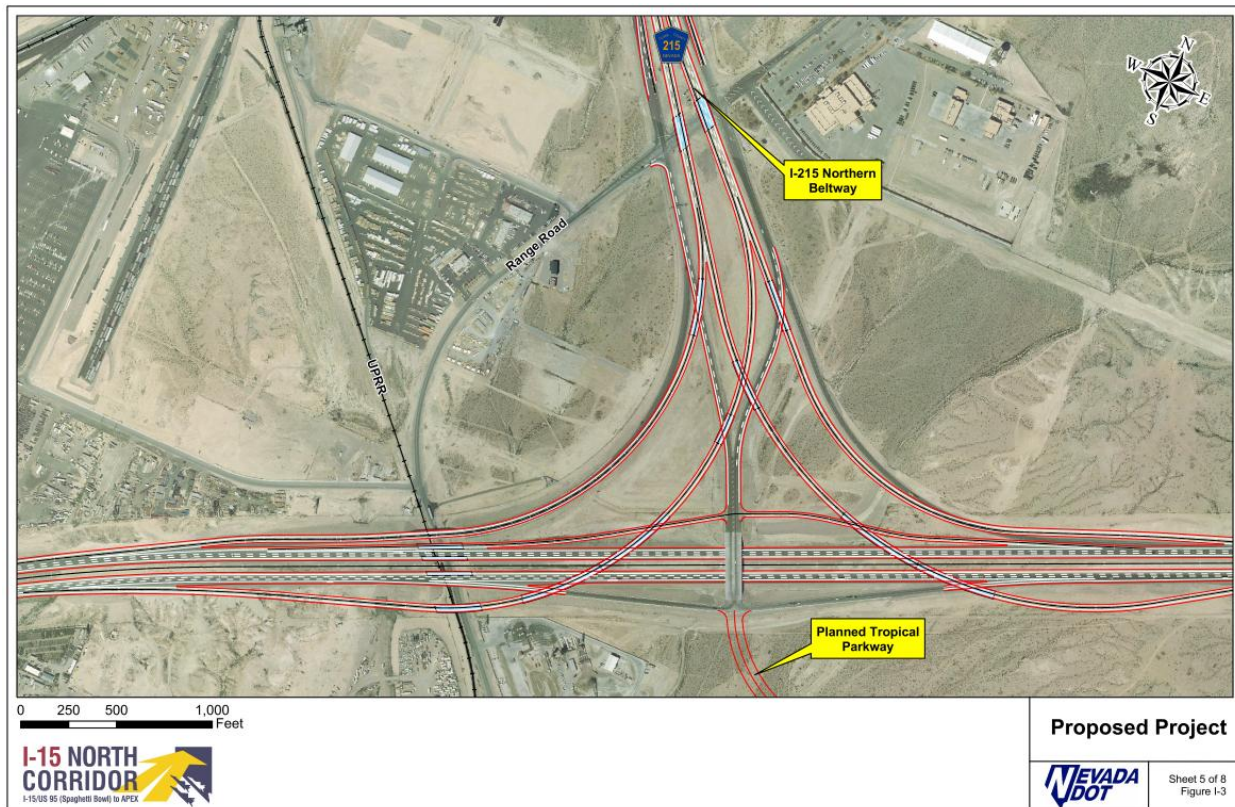 215
N
W
E
S
I-215 Northern
Beltway
Range Road
UPRR
Planned Tropical
Parkway
0 250 500 1,000
Feet
I-15 NORTH
CORRIDOR
I-15/US 95 (Spaghetti Bowl) to APEX
Proposed Project
NEVADA
DOT
Sheet 5 of 8
Figure I-3